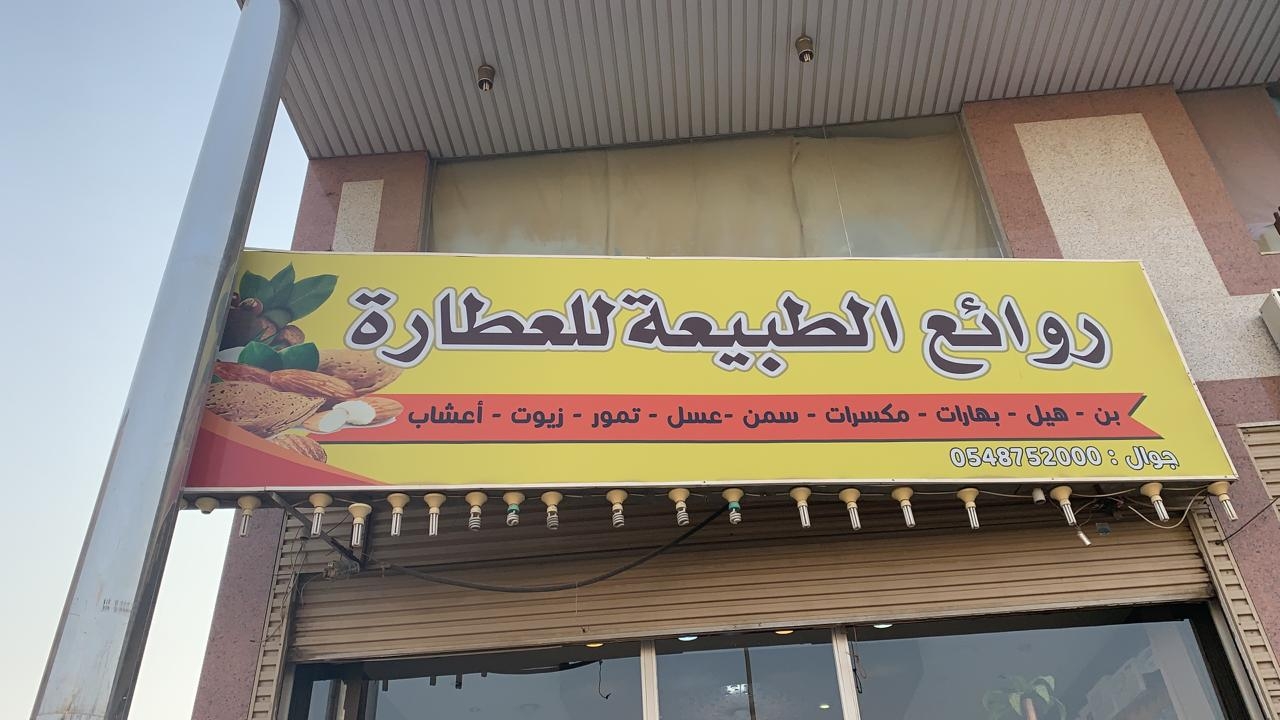 روائع الطبيعة للعطارة
بن - هيل - بهارات - مكسرات - سمن -عسل - تمور - زيوت - أعشاب
جوال : 0548752000